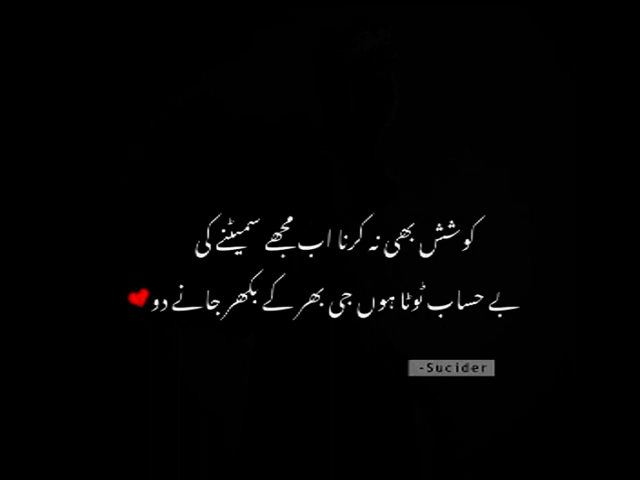 کوشش بھی نہ کرنا اب مجھے سمیٹنے کی
بے حساب ٹوٹا ہوں جی بھر کے بکھر جانے دو❤
-Sucider